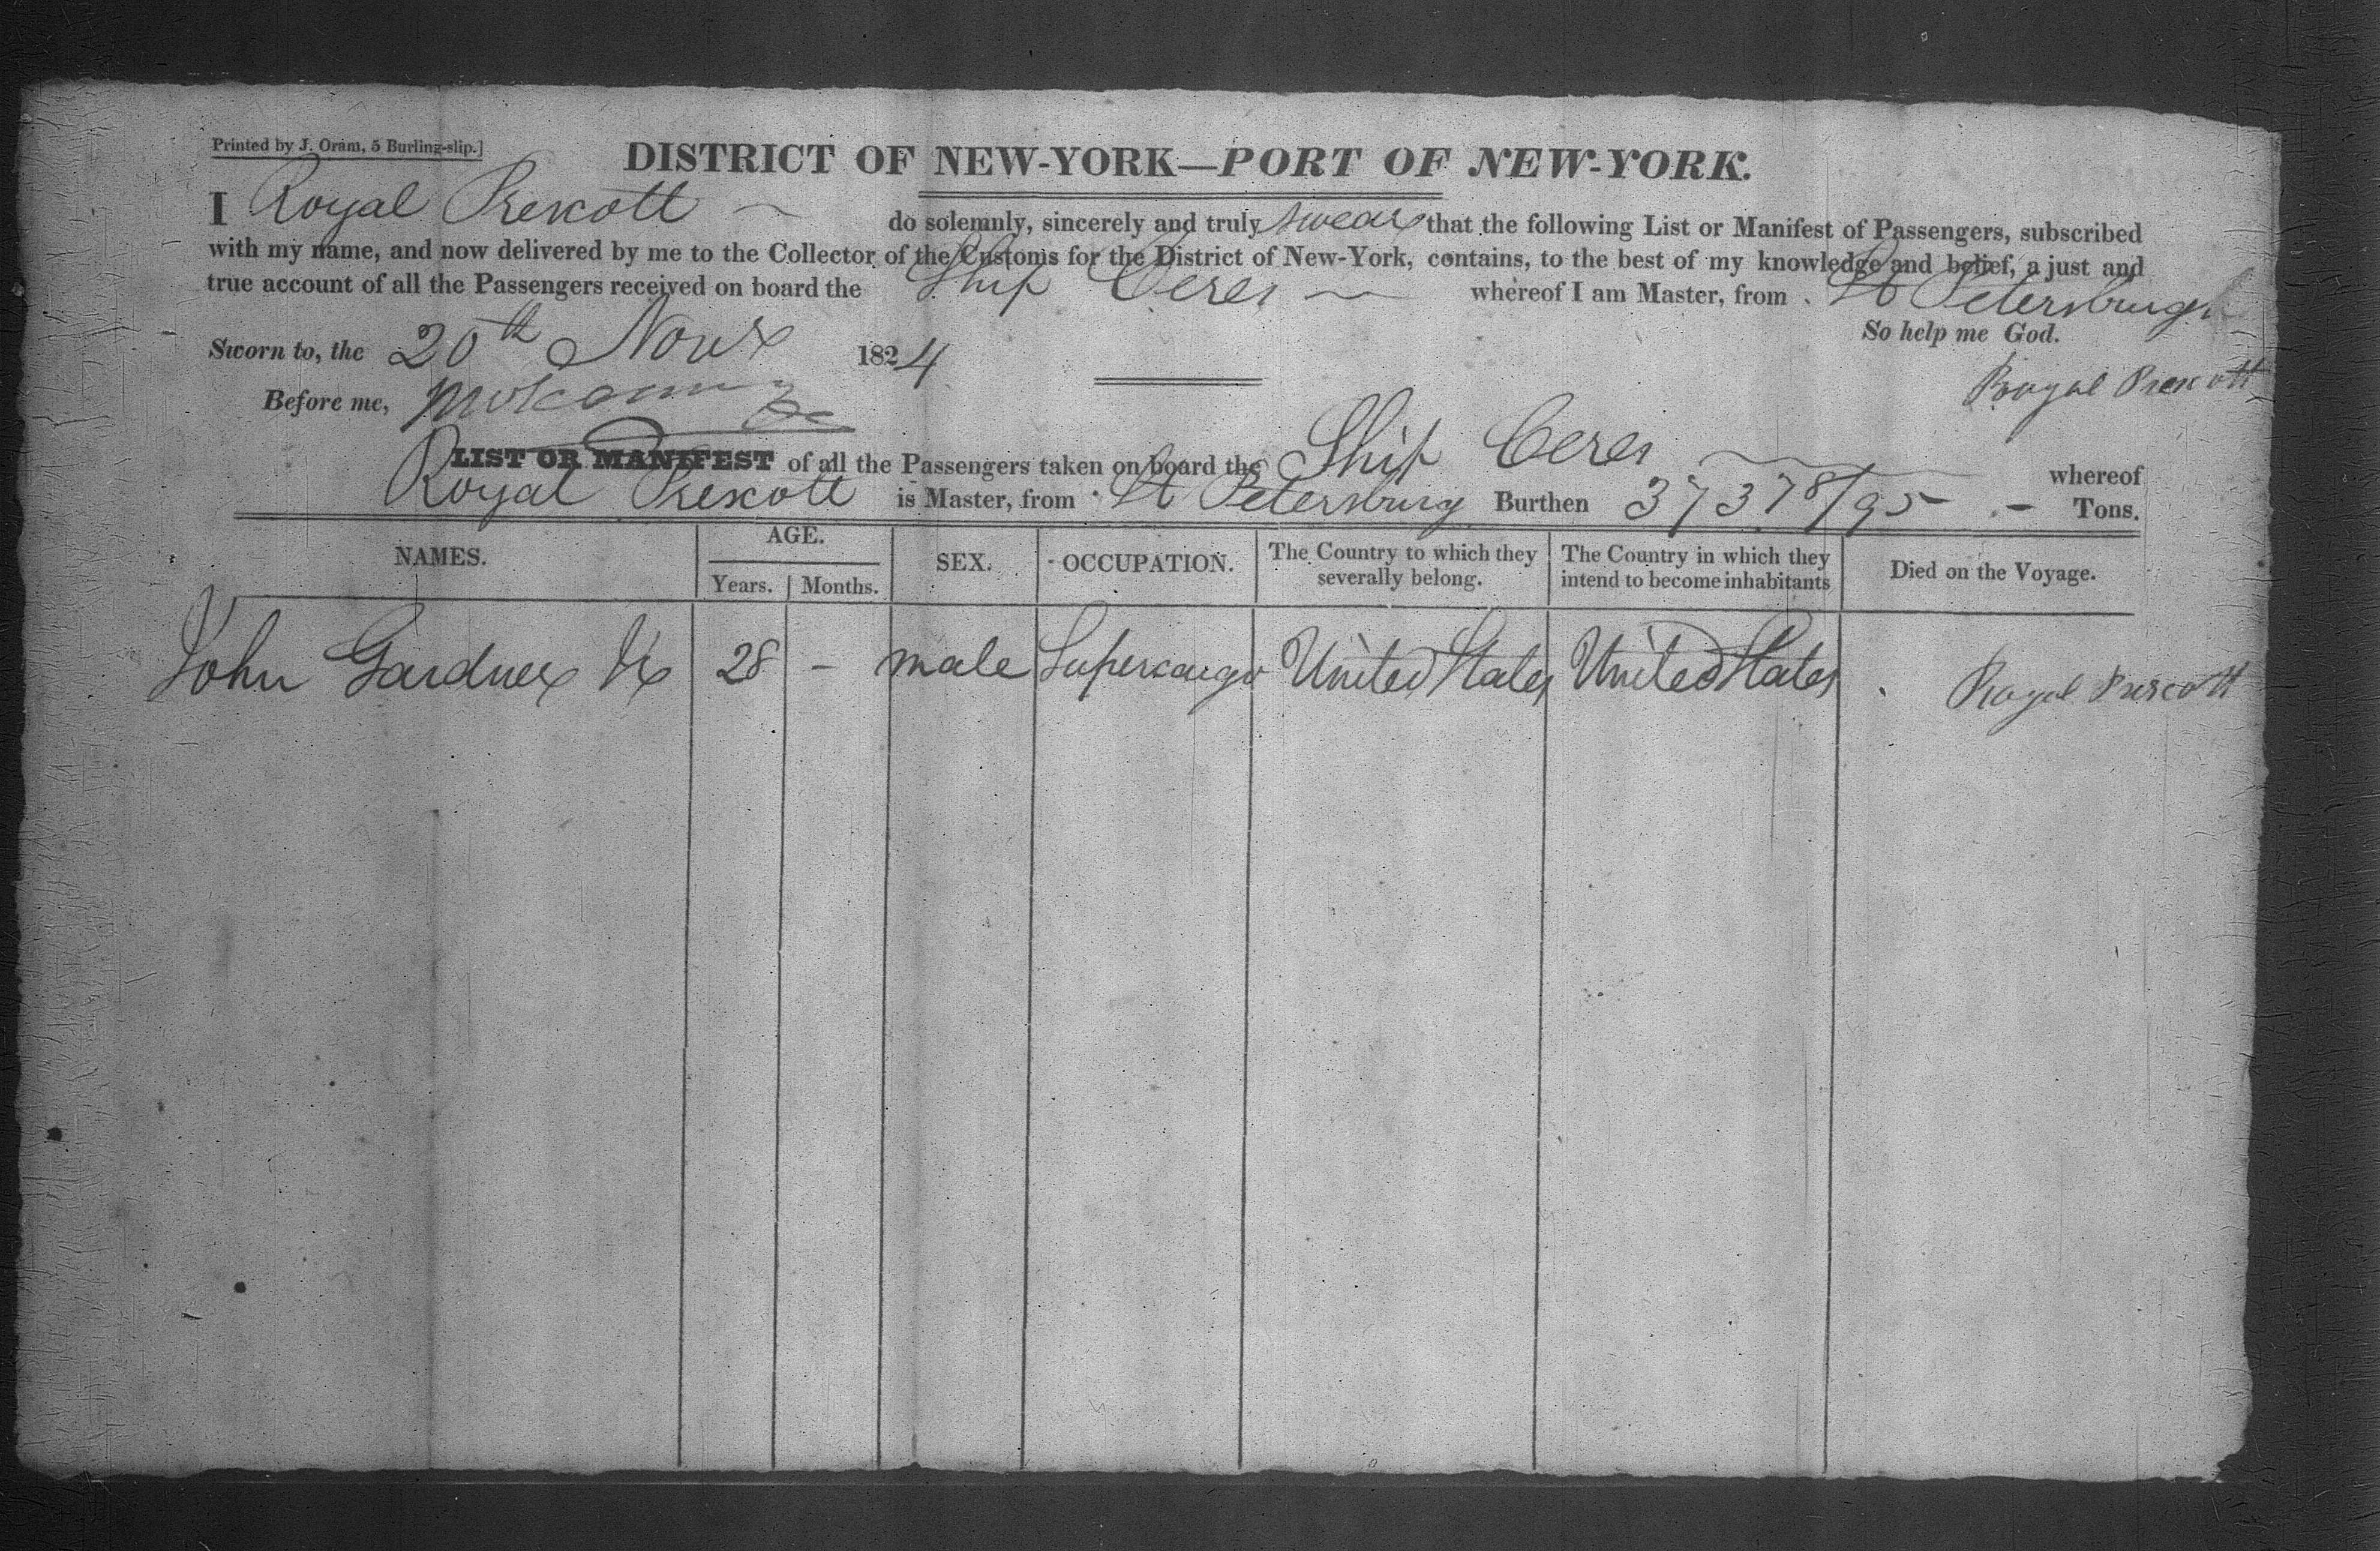 Printed by J. Oram, 5 Burling-slip.]
DISTRICT OF NEW-YORK—PORT OF NEW-YORK.
I Royal Prescott do solemnly, sincerely and truly swear that the following List or Manifest of Passengers, subscribed
with my name, and now delivered by me to the Collector of the Customs for the District of New-York, contains, to the best of my knowledge and belief, a just and
true account of all the Passengers received on board the Ship Ceres whereof I am Master, from St Petersburgh
So help me God.
Sworn to, the 20th Novr 1824
Royal Prescott
Before me,
LIST OR MANIFEST of all the Passengers taken on board the Ship Ceres whereof
Royal Prescott is Master, from St Petersburg Burthen 373 78/95 Tons.
NAMES. AGE. Years. Months. SEX. OCCUPATION. The Country to which they severally belong. The Country in which they intend to become inhabitants Died on the Voyage.
John Gardner Jr 28 - male Supercargo United States United States
Royal Prescott